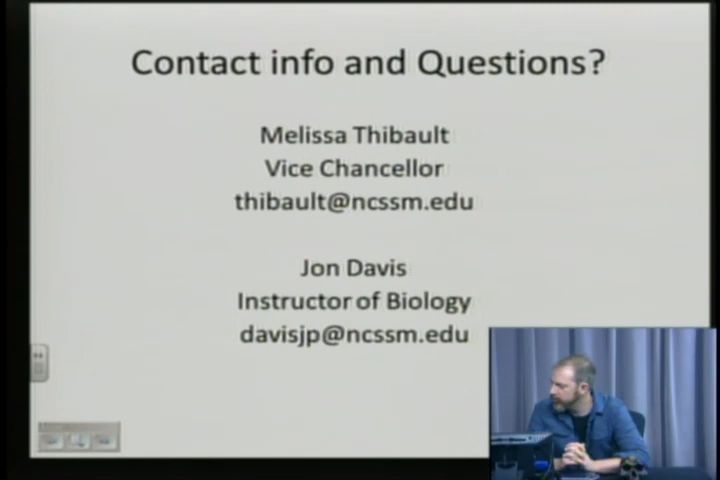 Contact info and Questions?
Melissa Thibault
Vice Chancellor
thibault@ncssm.edu
Jon Davis
Instructor of Biology
davisjp@ncssm.edu